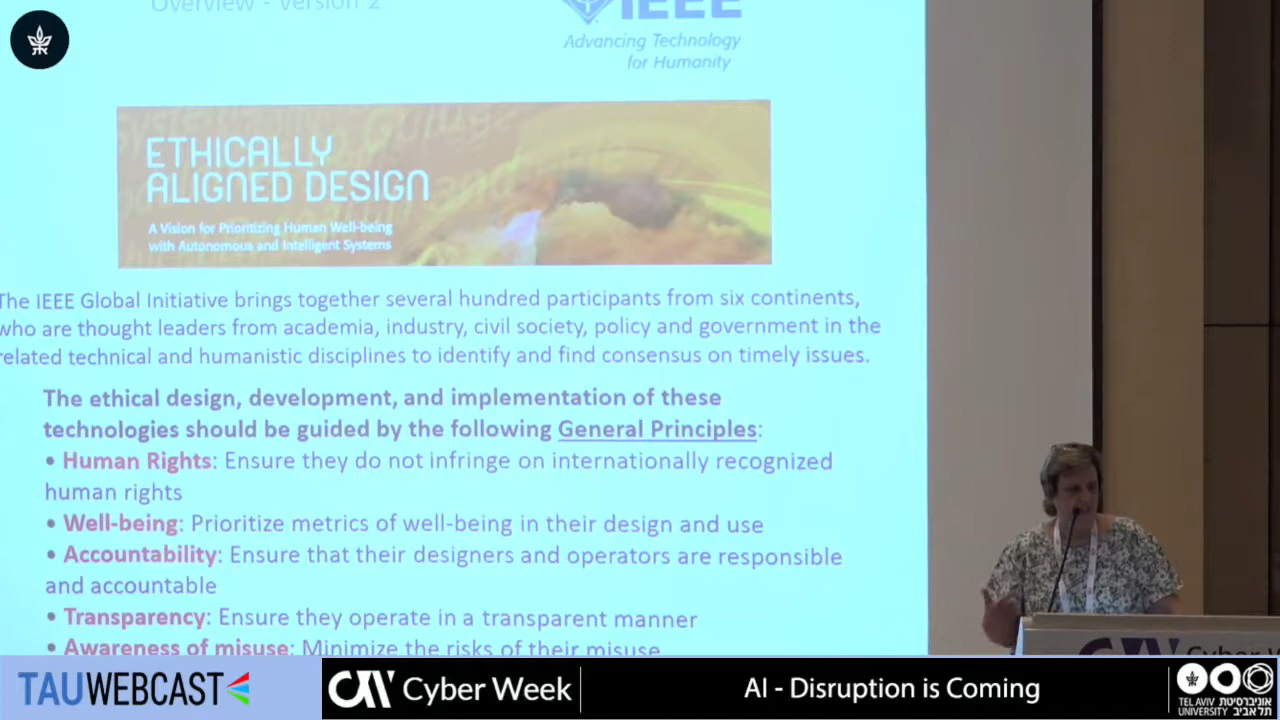 Overview - Version 2
IEEE
Advancing Technology
for Humanity
ETHICALLY
ALIGNED DESIGN
A Vision for Prioritizing Human Well-being
with Autonomous and Intelligent Systems
The IEEE Global Initiative brings together several hundred participants from six continents,
who are thought leaders from academia, industry, civil society, policy and government in the
related technical and humanistic disciplines to identify and find consensus on timely issues.
The ethical design, development, and implementation of these
technologies should be guided by the following General Principles:
• Human Rights: Ensure they do not infringe on internationally recognized
human rights
• Well-being: Prioritize metrics of well-being in their design and use
• Accountability: Ensure that their designers and operators are responsible
and accountable
• Transparency: Ensure they operate in a transparent manner
• Awareness of misuse: Minimize the risks of their misuse
Cyber
TAUWEBCAST
Cyber Week
AI - Disruption is Coming
TEL AVIV אוניברסיטת
UNIVERSITY תל אביב